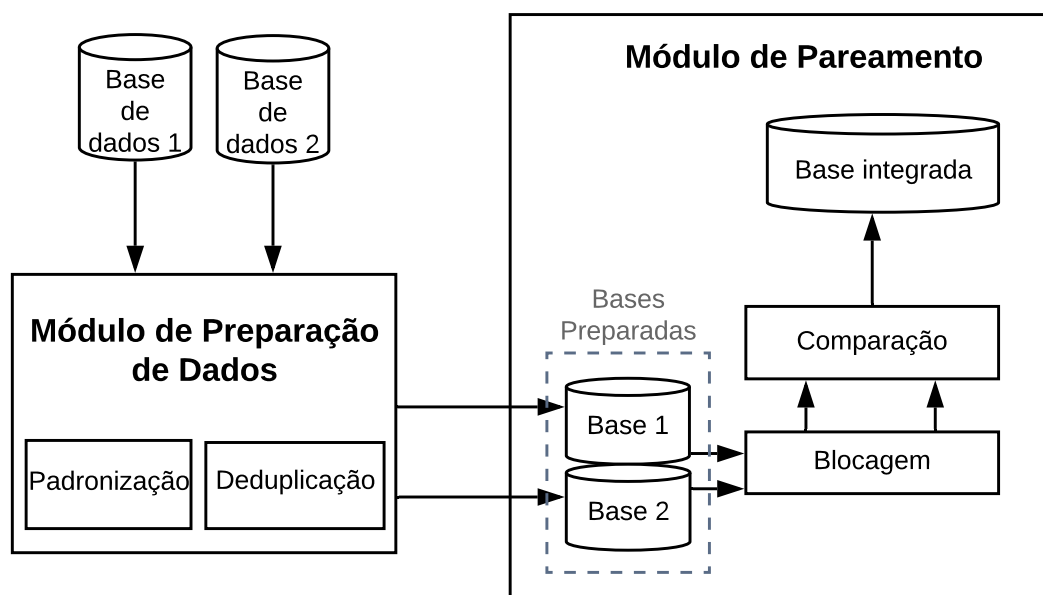 Base
de
dados 1
Base
de
dados 2
Módulo de Preparação
de Dados
Padronização
Deduplicação
Módulo de Pareamento
Base integrada
Bases
Preparadas
Comparação
Base 1
Blocagem
Base 2